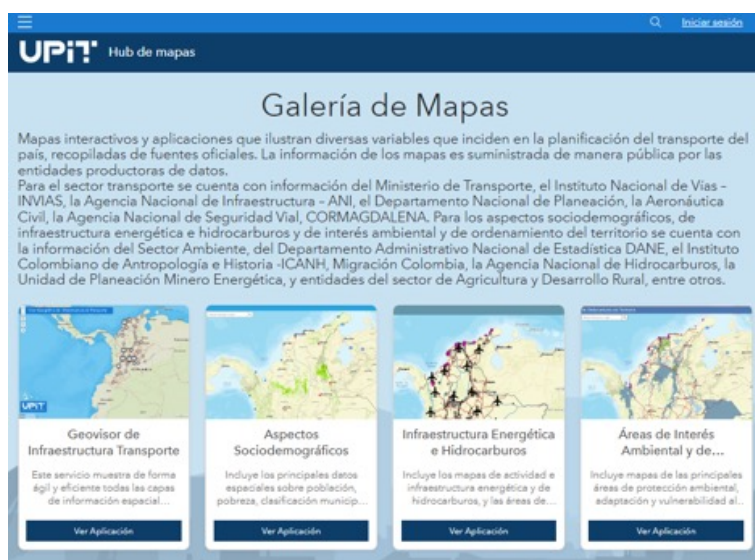 Iniciar sesión
UPiT Hub de mapas
Galería de Mapas
Mapas interactivos y aplicaciones que ilustran diversas variables que inciden en la planificación del transporte del
país, recopiladas de fuentes oficiales. La información de los mapas es suministrada de manera pública por las
entidades productoras de datos.
Para el sector transporte se cuenta con información del Ministerio de Transporte, el Instituto Nacional de Vías -
INVIAS, la Agencia Nacional de Infraestructura - ANI, el Departamento Nacional de Planeación, la Aeronáutica
Civil, la Agencia Nacional de Seguridad Vial, CORMAGDALENA. Para los aspectos sociodemográficos, de
infraestructura energética e hidrocarburos y de interés ambiental y de ordenamiento del territorio se cuenta con
la información del Sector Ambiente, del Departamento Administrativo Nacional de Estadística DANE, el Instituto
Colombiano de Antropología e Historia -ICANH, Migración Colombia, la Agencia Nacional de Hidrocarburos, la
Unidad de Planeación Minero Energética, y entidades del sector de Agricultura y Desarrollo Rural, entre otros.
UPiT
Geovisor de
Infraestructura Transporte
Este servicio muestra de forma
ágil y eficiente todas las capas
de información espacial...
Ver Aplicación
Aspectos
Sociodemográficos
Incluye los principales datos
espaciales sobre población,
pobreza, clasificación municip...
Ver Aplicación
Infraestructura Energética
e Hidrocarburos
Incluye los mapas de actividad e
infraestructura energética y de
hidrocarburos, y las áreas de...
Ver Aplicación
Áreas de Interés
Ambiental y de...
Incluye mapas de las principales
áreas de protección ambiental,
adaptación y vulnerabilidad al...
Ver Aplicación